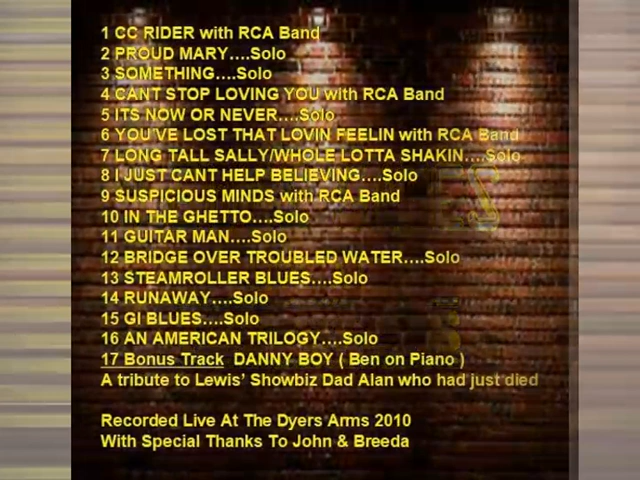 1 CC RIDER with RCA Band
2 PROUD MARY....Solo
3 SOMETHING....Solo
4 CANT STOP LOVING YOU with RCA Band
5 ITS NOW OR NEVER....Solo
6 YOU'VE LOST THAT LOVIN FEELIN with RCA Band
7 LONG TALL SALLY/WHOLE LOTTA SHAKIN....Solo
8 I JUST CANT HELP BELIEVING....Solo
9 SUSPICIOUS MINDS with RCA Band
10 IN THE GHETTO....Solo
11 GUITAR MAN....Solo
12 BRIDGE OVER TROUBLED WATER....Solo
13 STEAMROLLER BLUES....Solo
14 RUNAWAY....Solo
15 GI BLUES....Solo
16 AN AMERICAN TRILOGY....Solo
17 Bonus Track DANNY BOY ( Ben on Piano )
A tribute to Lewis' Showbiz Dad Alan who had just died
Recorded Live At The Dyers Arms 2010
With Special Thanks To John & Breeda